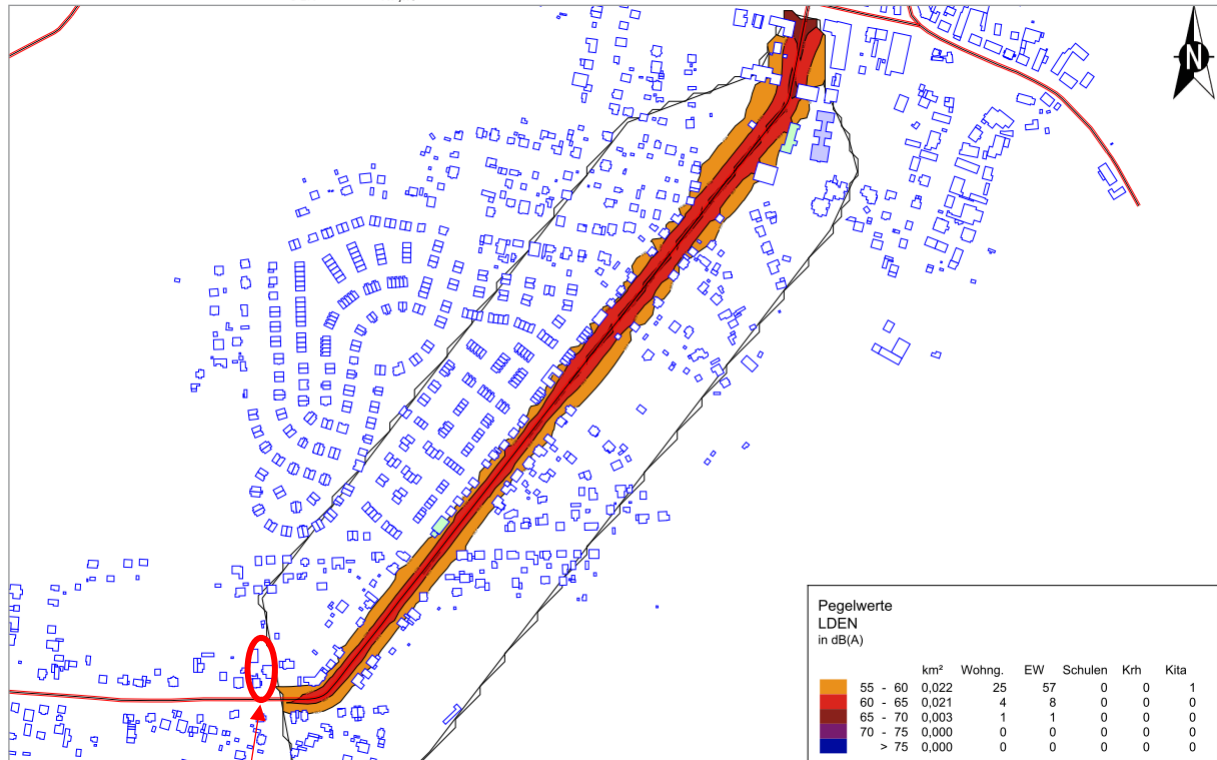 N
Pegelwerte
LDEN
in dB(A)
km² Wohng. EW Schulen Krh Kita
55 - 60 0,022 25 57 0 0 1
60 - 65 0,021 4 8 0 0 0
65 - 70 0,003 1 1 0 0 0
70 - 75 0,000 0 0 0 0 0
> 75 0,000 0 0 0 0 0